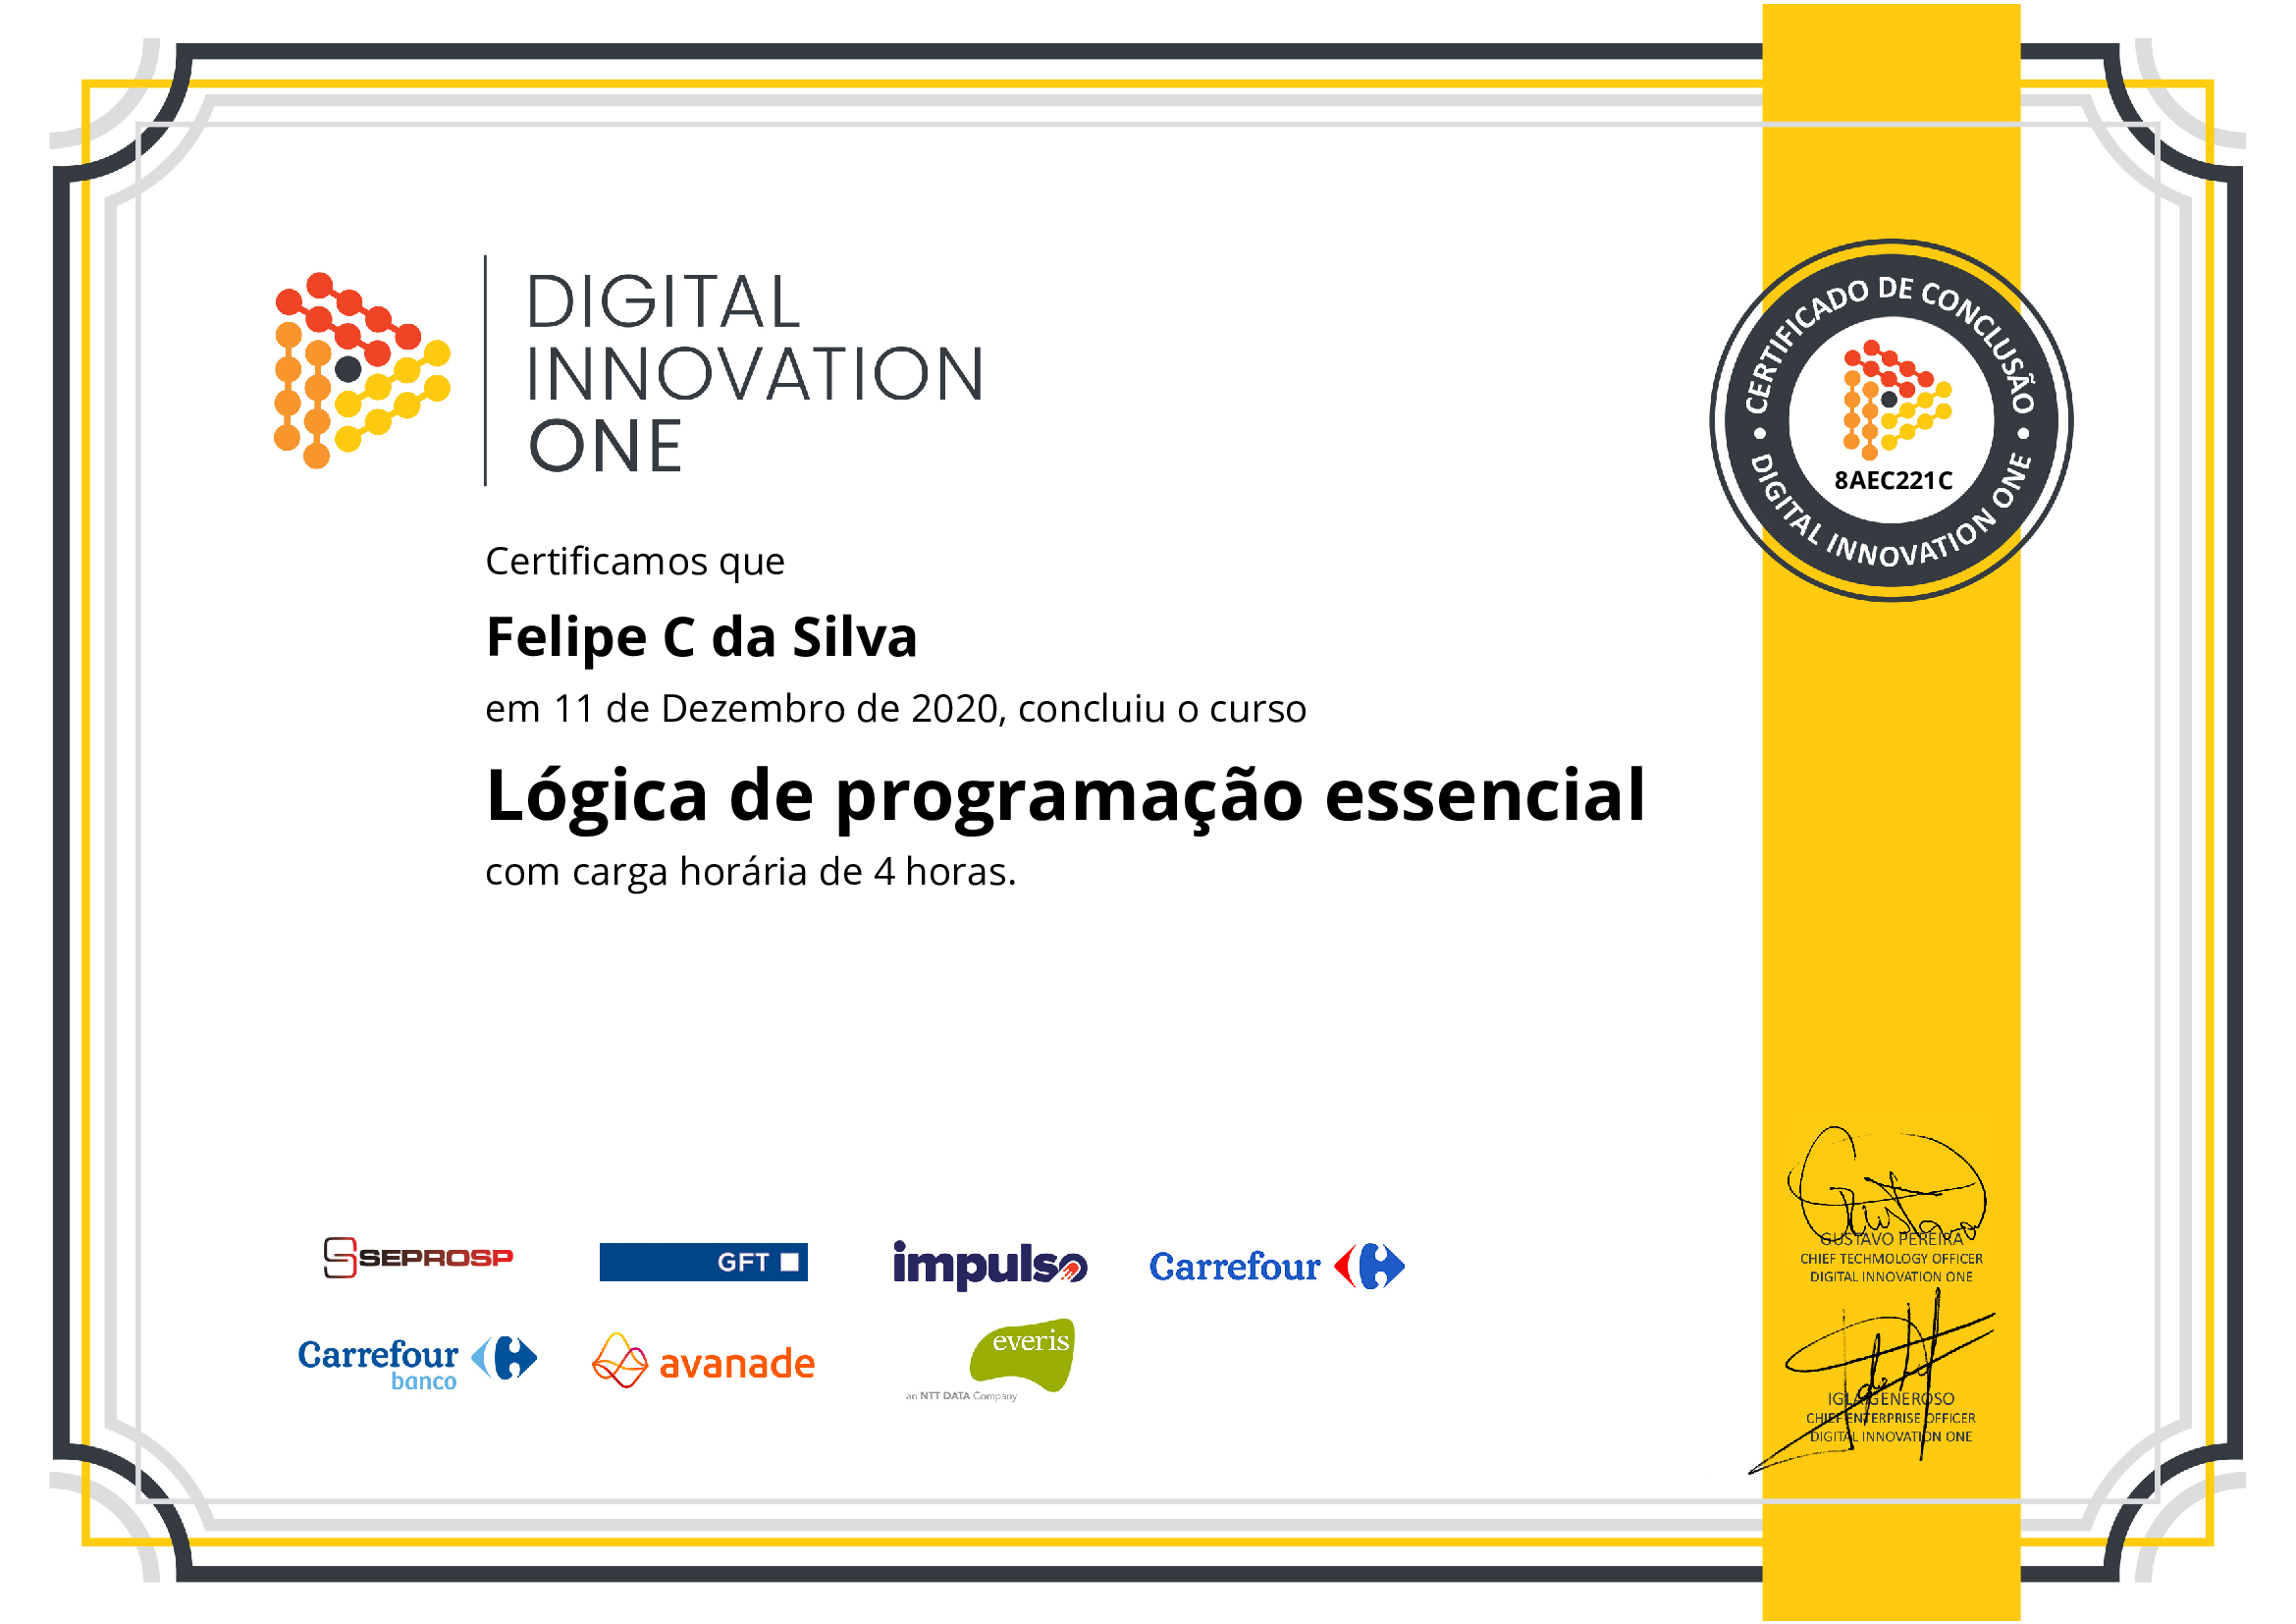 DIGITAL
INNOVATION
ONE
CERTIFICADO DE CONCLUSÃO
8AEC221C
DIGITAL INNOVATION ONE
Certificamos que
Felipe C da Silva
em 11 de Dezembro de 2020, concluiu o curso
Lógica de programação essencial
com carga horária de 4 horas.
Gustavo
GUSTAVO PEREIRA
CHIEF TECHMOLOGY OFFICER
DIGITAL INNOVATION ONE
SEPROSP
GFT
impulso
Carrefour
Carrefour
banco
avanade
everis
an NTT DATA Company
IGLA GENEROSO
CHIEF ENTERPRISE OFFICER
DIGITAL INNOVATION ONE